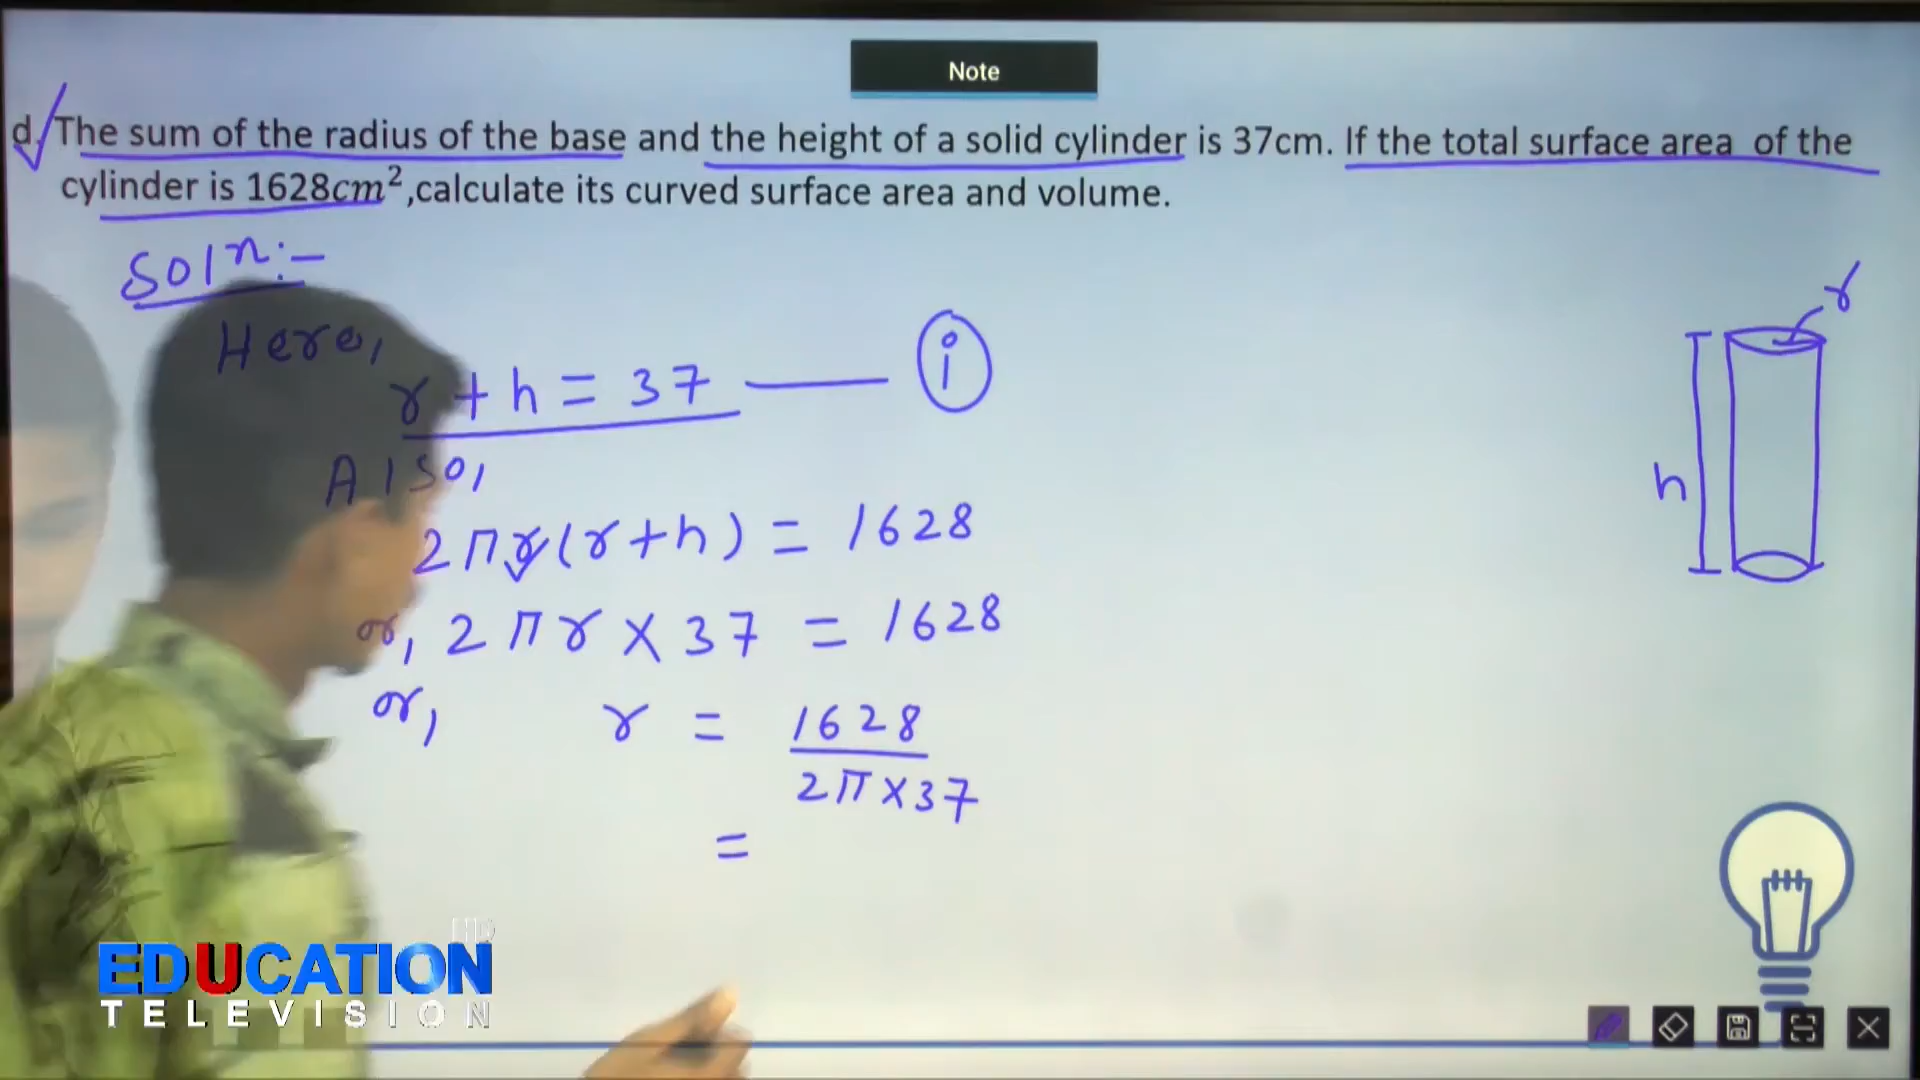 Note
d. The sum of the radius of the base and the height of a solid cylinder is 37cm. If the total surface area of the
cylinder is 1628cm²,calculate its curved surface area and volume.
Solⁿ:-
Here,
r + h = 37 —— i
Also,
2πr(r+h) = 1628
or, 2πr × 37 = 1628
or, r = 1628 / 2π×37
=
r
h
HD
EDUCATION
TELEVISION